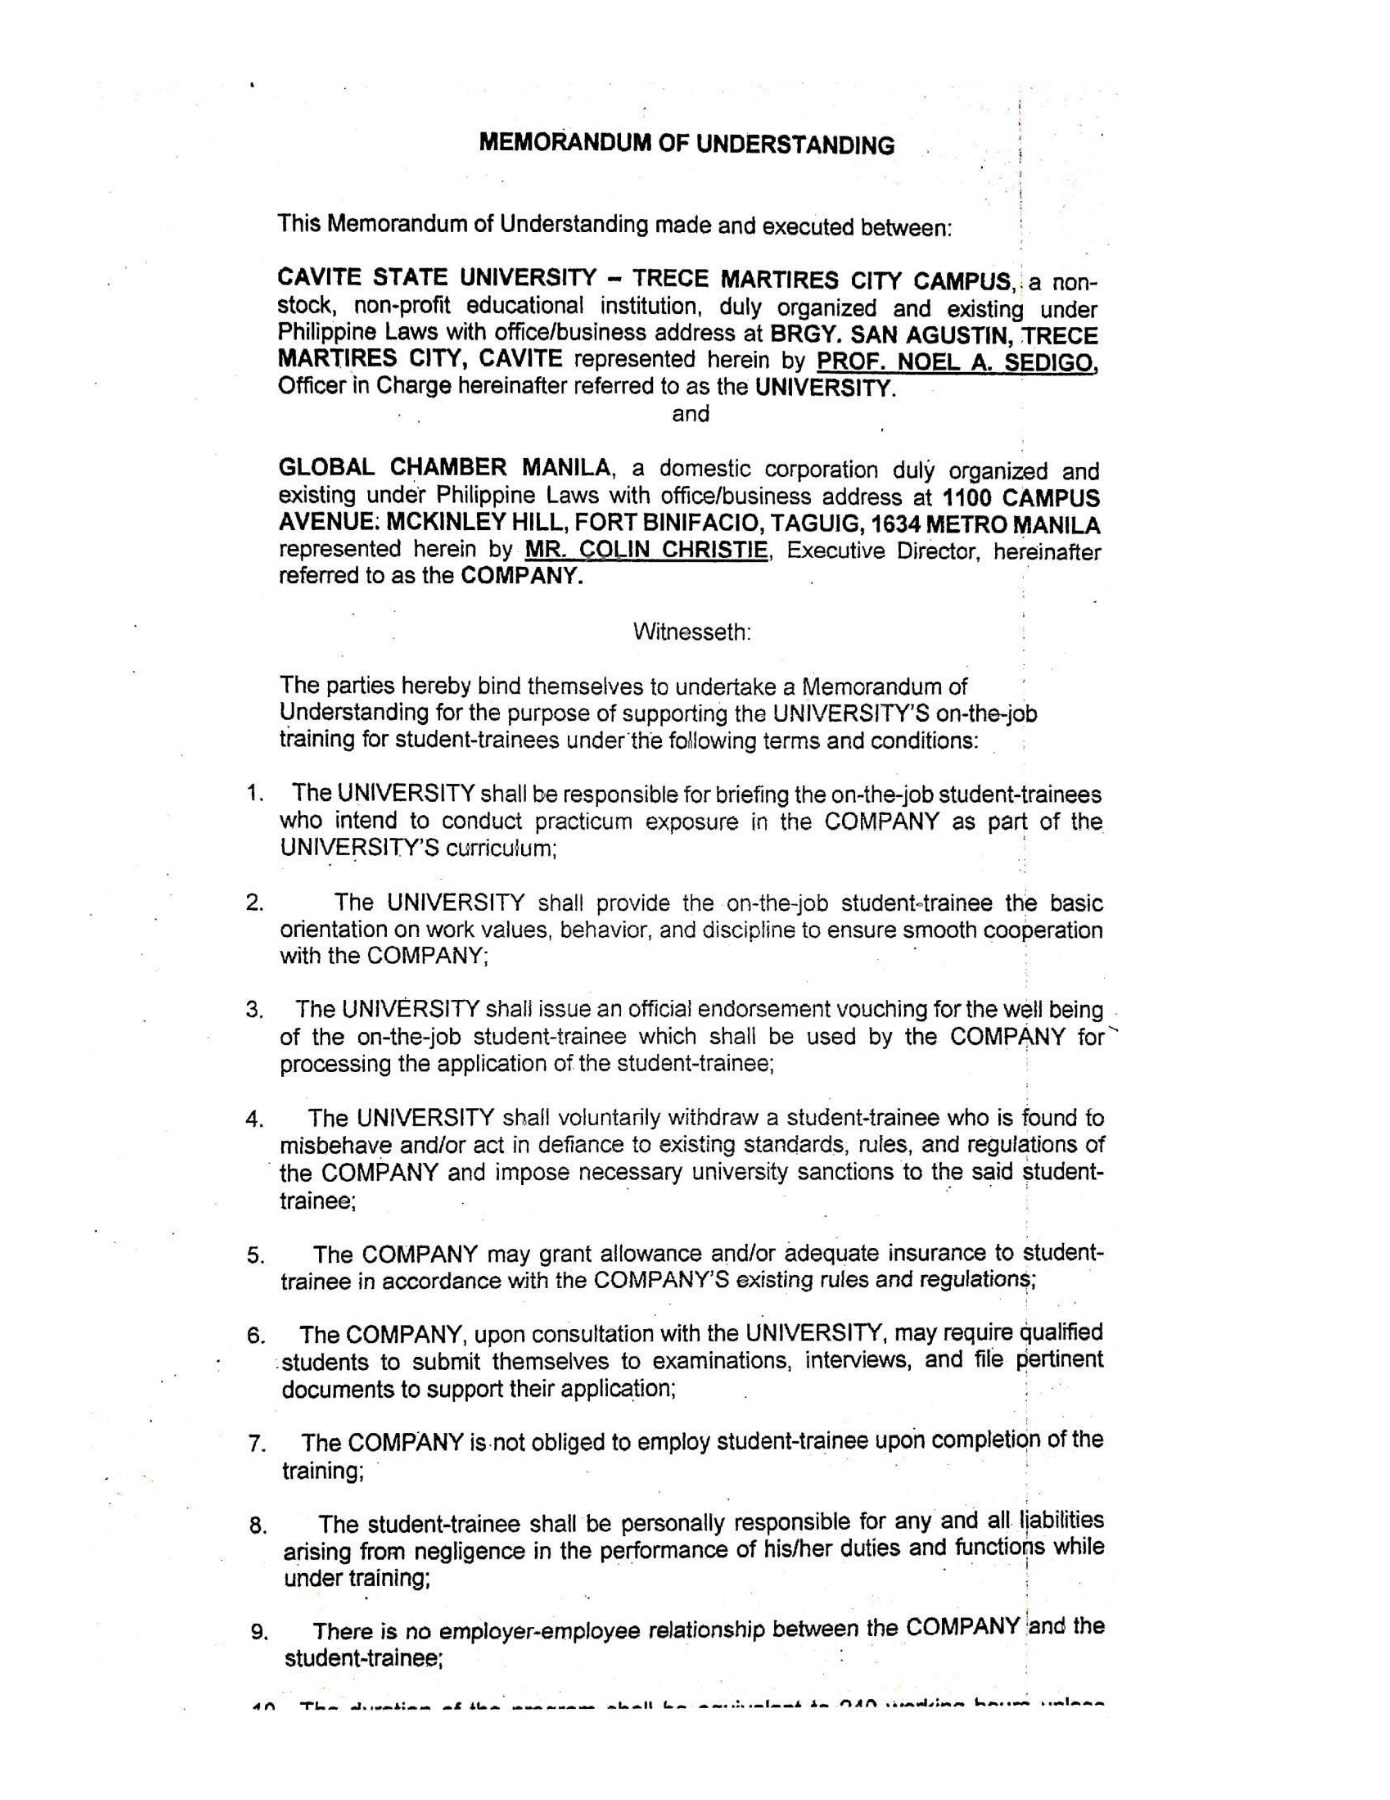 MEMORANDUM OF UNDERSTANDING
This Memorandum of Understanding made and executed between:
CAVITE STATE UNIVERSITY – TRECE MARTIRES CITY CAMPUS, a non-
stock, non-profit educational institution, duly organized and existing under
Philippine Laws with office/business address at BRGY. SAN AGUSTIN, TRECE
MARTIRES CITY, CAVITE represented herein by PROF. NOEL A. SEDIGO,
Officer in Charge hereinafter referred to as the UNIVERSITY.
and
GLOBAL CHAMBER MANILA, a domestic corporation duly organized and
existing under Philippine Laws with office/business address at 1100 CAMPUS
AVENUE: MCKINLEY HILL, FORT BINIFACIO, TAGUIG, 1634 METRO MANILA
represented herein by MR. COLIN CHRISTIE, Executive Director, hereinafter
referred to as the COMPANY.
Witnesseth:
The parties hereby bind themselves to undertake a Memorandum of
Understanding for the purpose of supporting the UNIVERSITY'S on-the-job
training for student-trainees under the following terms and conditions:
1. The UNIVERSITY shall be responsible for briefing the on-the-job student-trainees
who intend to conduct practicum exposure in the COMPANY as part of the
UNIVERSITY'S curriculum;
2. The UNIVERSITY shall provide the on-the-job student-trainee the basic
orientation on work values, behavior, and discipline to ensure smooth cooperation
with the COMPANY;
3. The UNIVERSITY shall issue an official endorsement vouching for the well being
of the on-the-job student-trainee which shall be used by the COMPANY for
processing the application of the student-trainee;
4. The UNIVERSITY shall voluntarily withdraw a student-trainee who is found to
misbehave and/or act in defiance to existing standards, rules, and regulations of
the COMPANY and impose necessary university sanctions to the said student-
trainee;
5. The COMPANY may grant allowance and/or adequate insurance to student-
trainee in accordance with the COMPANY'S existing rules and regulations;
6. The COMPANY, upon consultation with the UNIVERSITY, may require qualified
students to submit themselves to examinations, interviews, and file pertinent
documents to support their application;
7. The COMPANY is not obliged to employ student-trainee upon completion of the
training;
8. The student-trainee shall be personally responsible for any and all liabilities
arising from negligence in the performance of his/her duties and functions while
under training;
9. There is no employer-employee relationship between the COMPANY and the
student-trainee;
10. The duration of the program shall be equivalent to 240 working hours unless